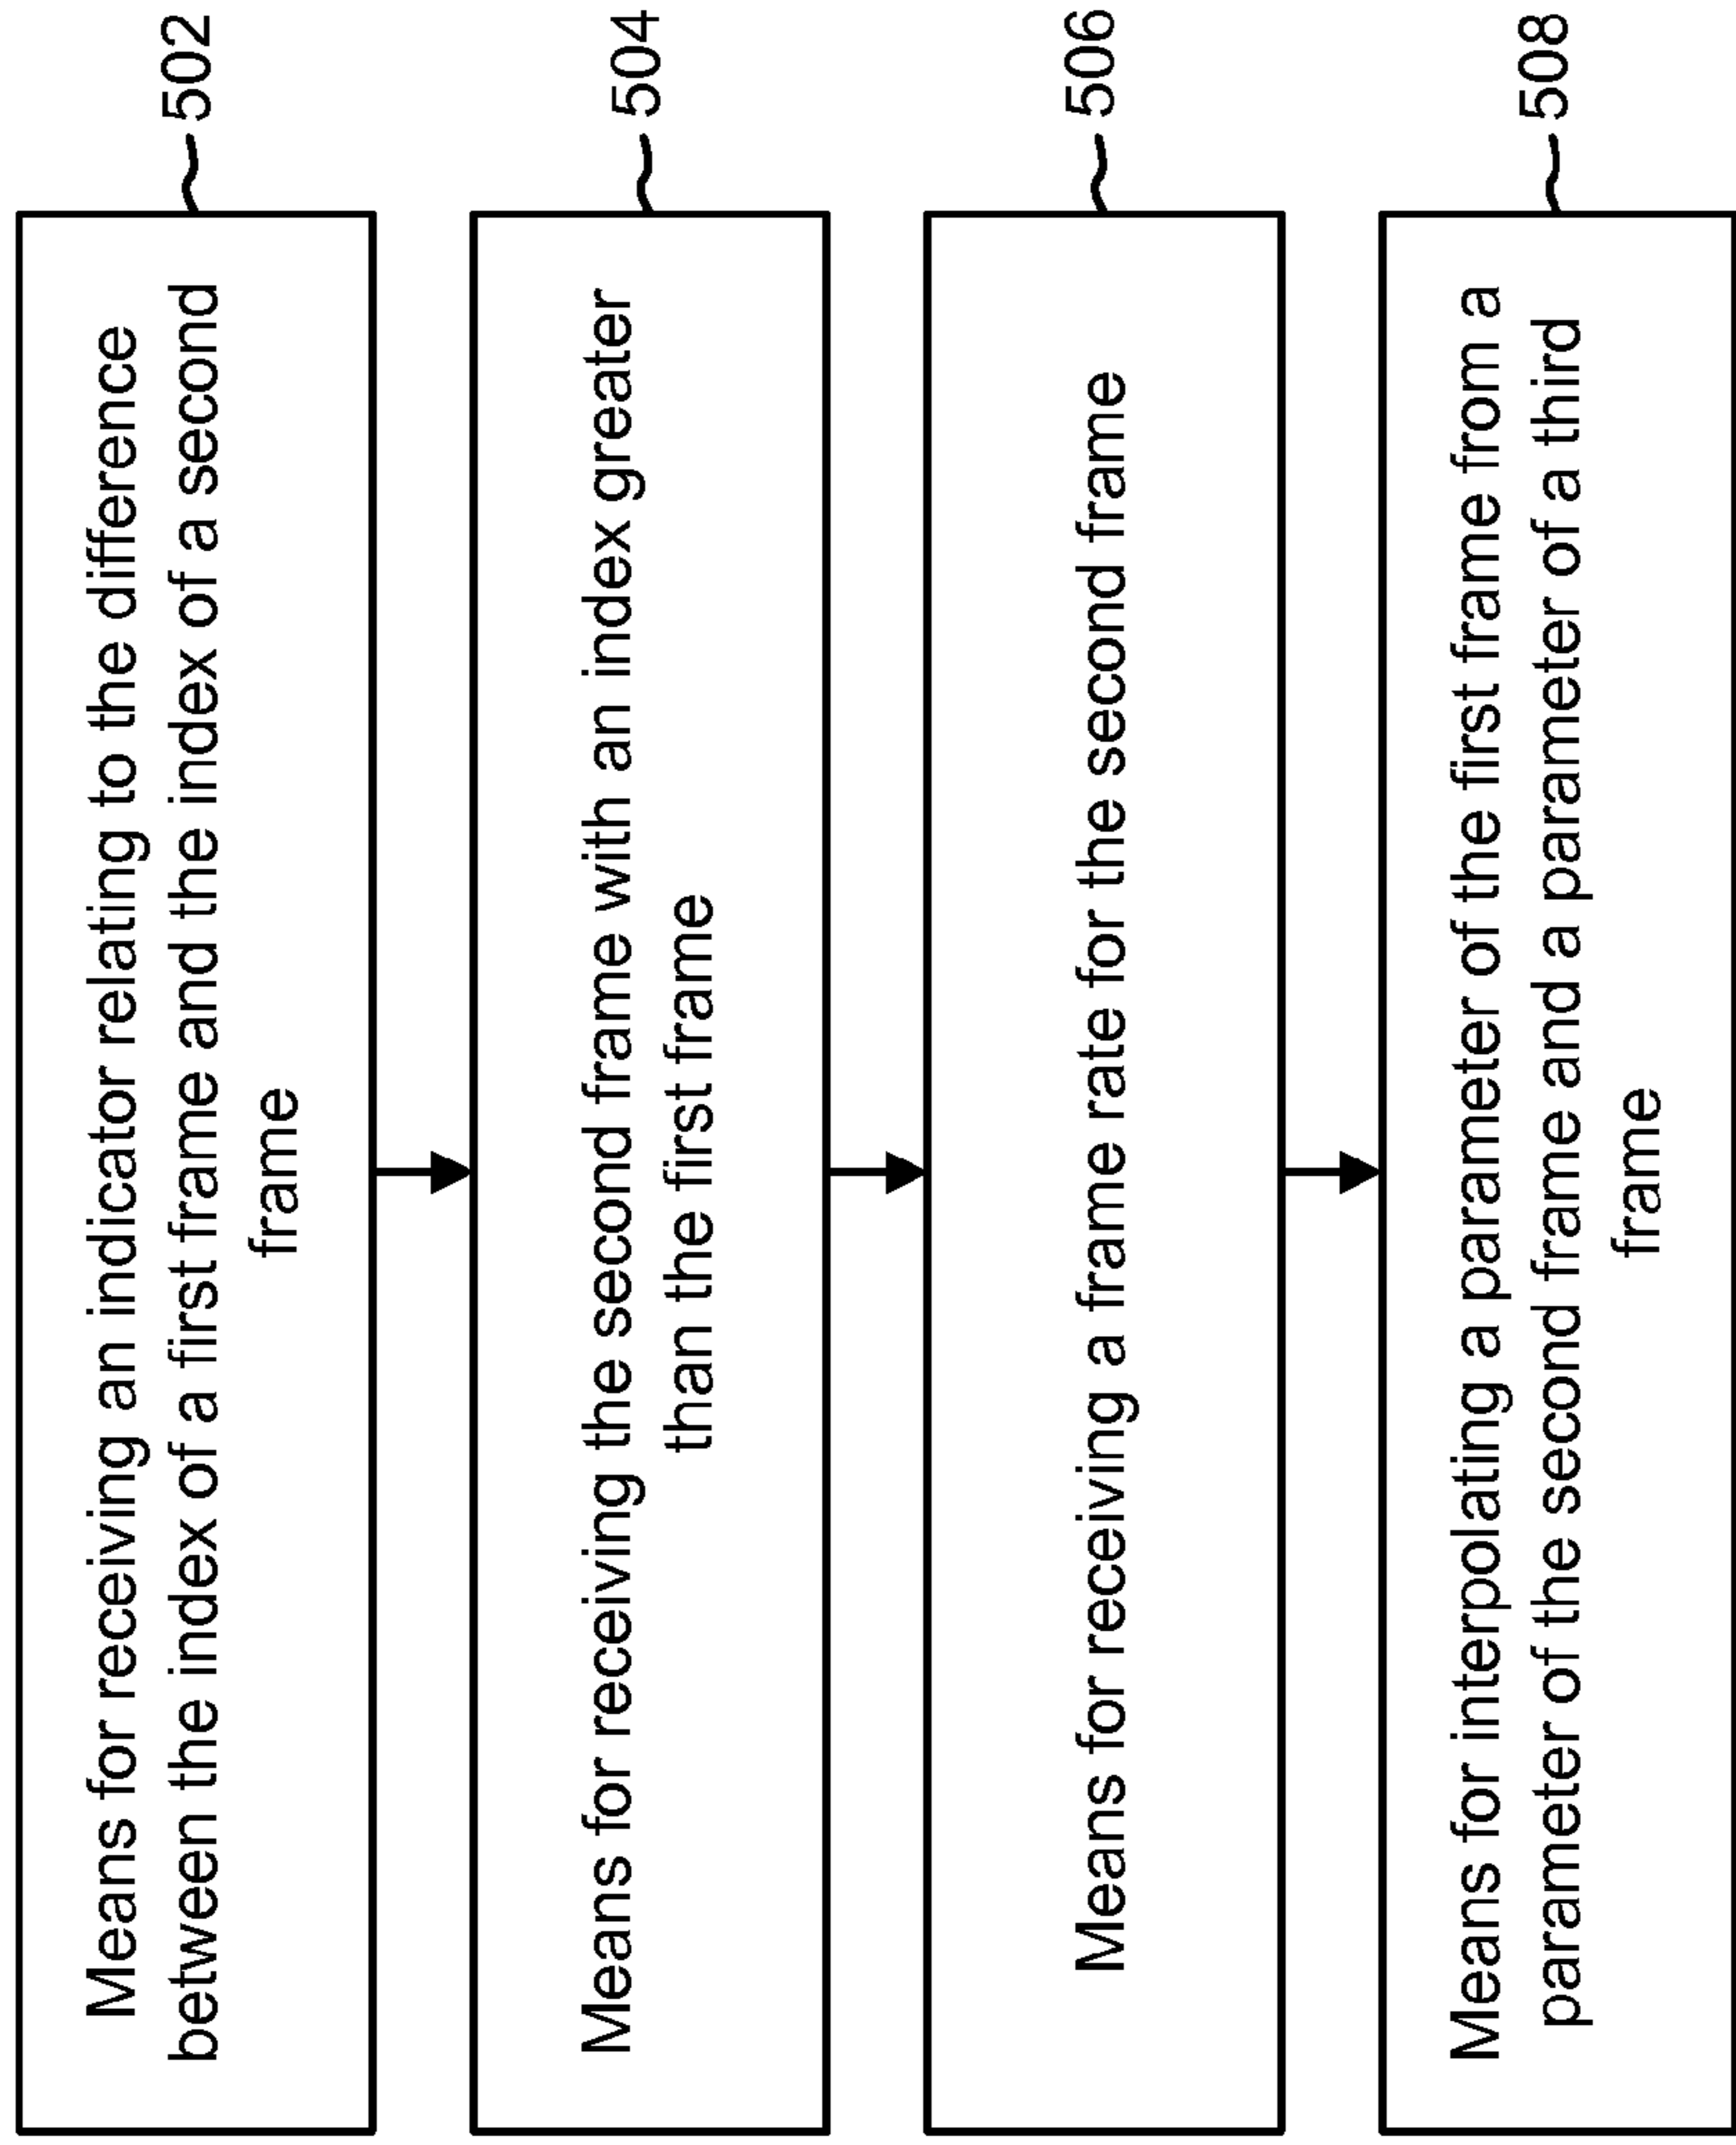 Means for receiving an indicator relating to the difference
between the index of a first frame and the index of a second
frame
502
Means for receiving the second frame with an index greater
than the first frame
504
Means for receiving a frame rate for the second frame
506
Means for interpolating a parameter of the first frame from a
parameter of the second frame and a parameter of a third
frame
508